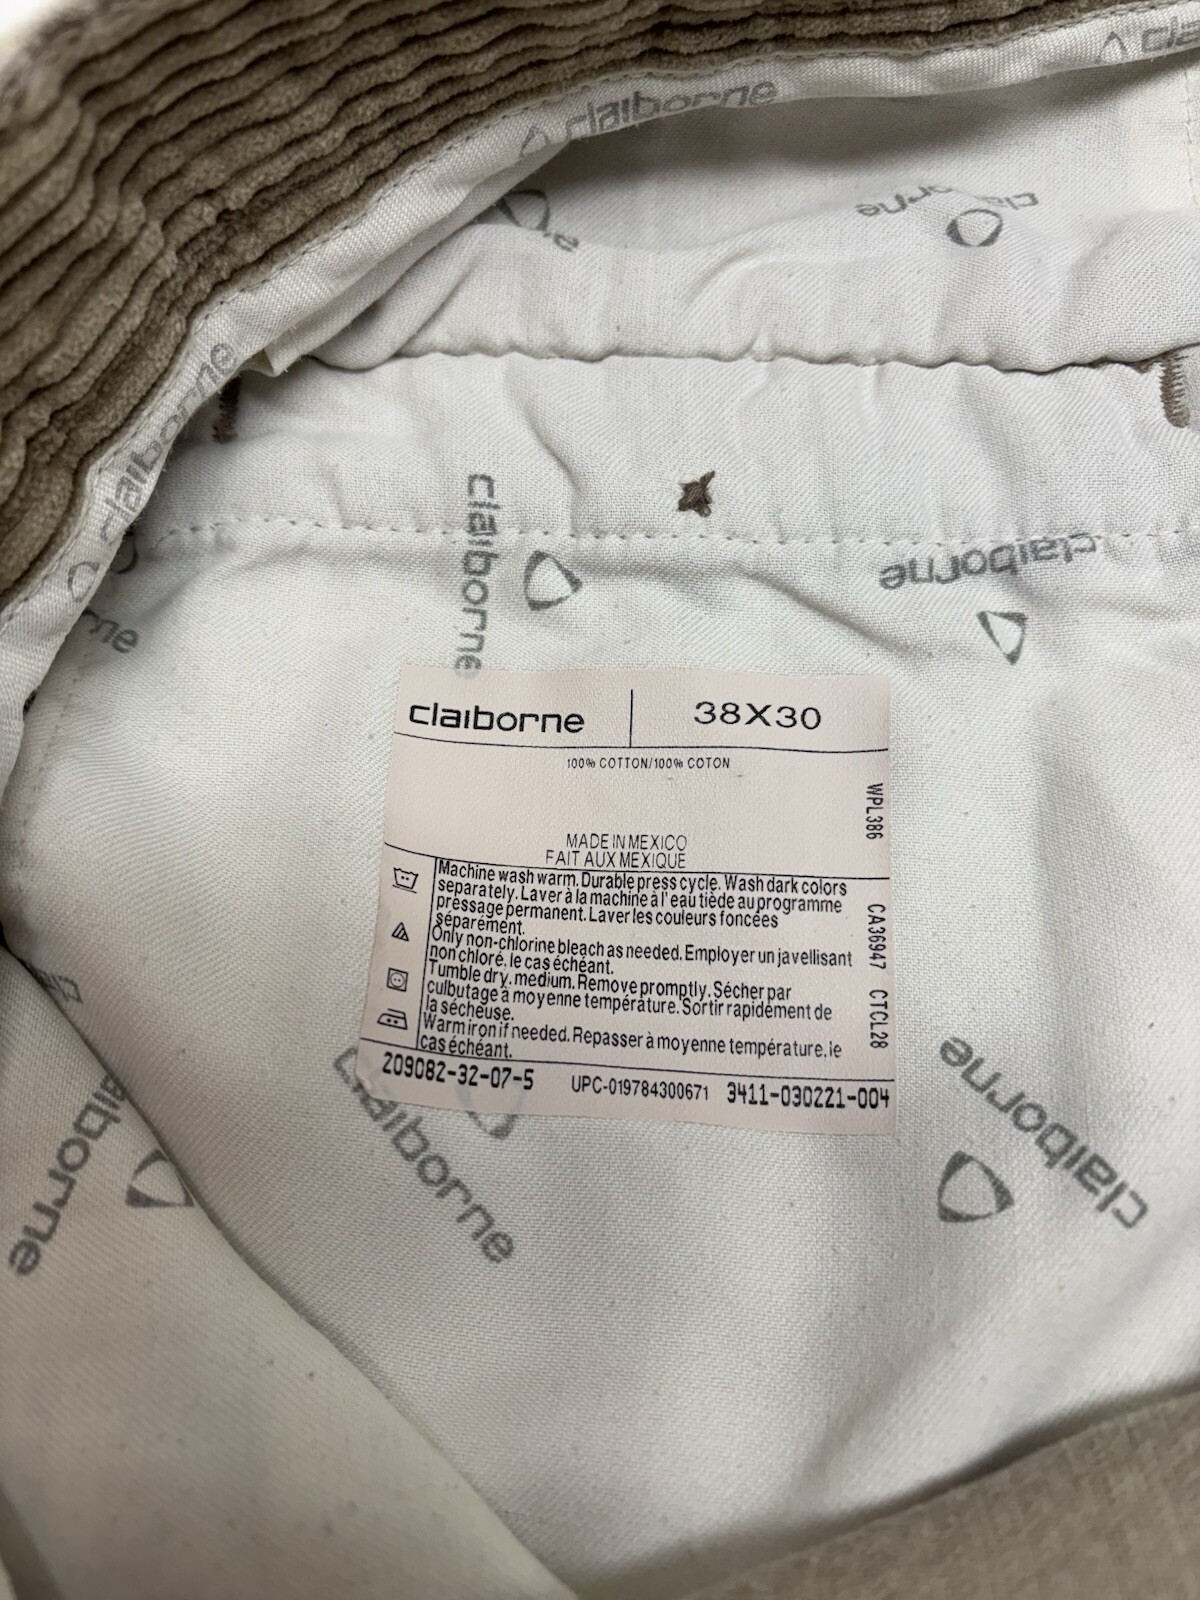 claiborne
cla
claiborne
claiborne
claiborne
claiborne
rne
claiborne 38X30
100% COTTON/100% COTON
MADE IN MEXICO
FAIT AUX MEXIQUE
WPL386 CA36947 CTCL28
Machine wash warm. Durable press cycle. Wash dark colors
separately. Laver à la machine à l'eau tiède au programme
pressage permanent. Laver les couleurs foncées
séparément.
Only non-chlorine bleach as needed. Employer un javellisant
non chloré, le cas échéant.
Tumble dry, medium. Remove promptly. Sécher par
culbutage à moyenne température. Sortir rapidement de
la sécheuse.
Warm iron if needed. Repasser à moyenne température, le
cas échéant.
209082-32-07-5 UPC-019784300671 3411-030221-004
claiborne
claiborne
aiborne